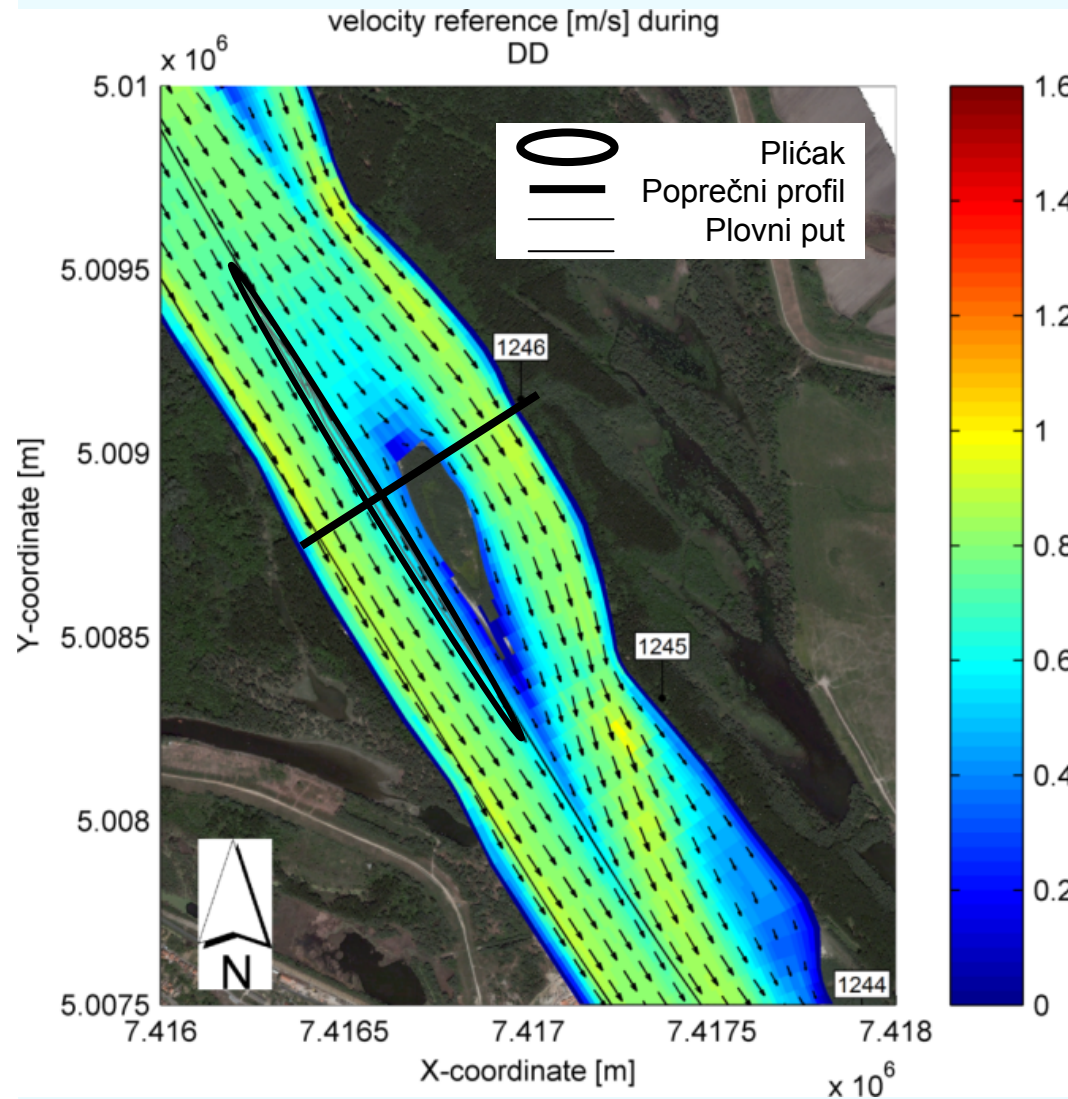 velocity reference [m/s] during
DD
x 10^6
5.01
5.0095
5.009
5.0085
5.008
5.0075
Y-coordinate [m]
Plićak
Poprečni profil
Plovni put
1246
1245
1244
N
7.416
7.4165
7.417
7.4175
7.418
X-coordinate [m]
x 10^6
1.6
1.4
1.2
1
0.8
0.6
0.4
0.2
0